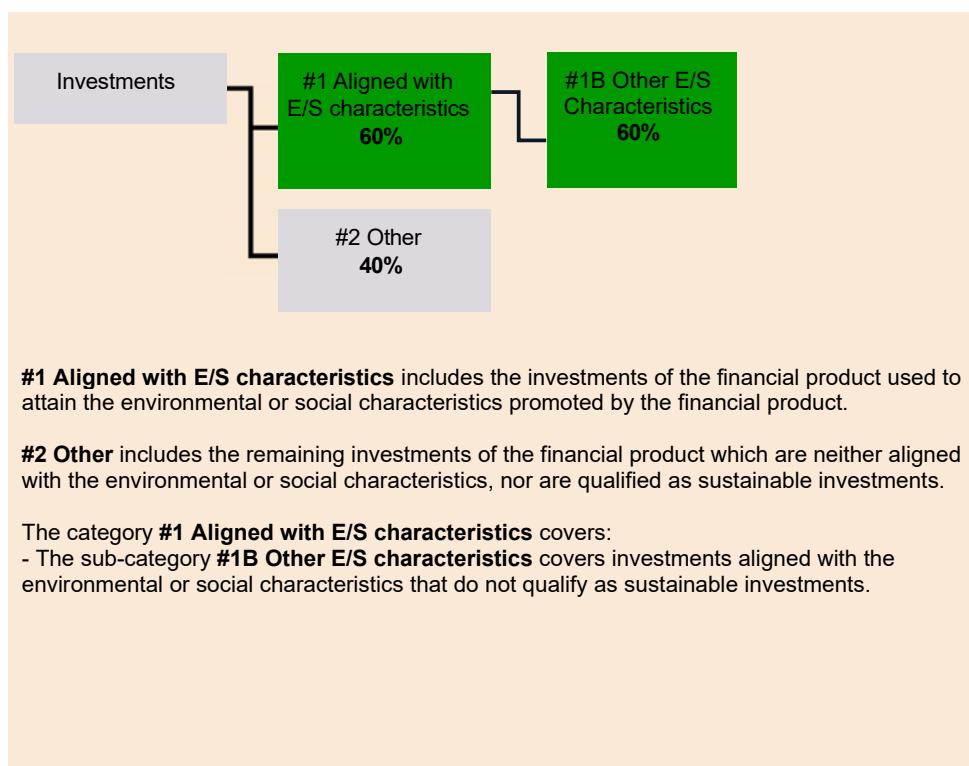 Investments
#1 Aligned with
E/S characteristics
60%
#1B Other E/S
Characteristics
60%
#2 Other
40%
#1 Aligned with E/S characteristics includes the investments of the financial product used to
attain the environmental or social characteristics promoted by the financial product.
#2 Other includes the remaining investments of the financial product which are neither aligned
with the environmental or social characteristics, nor are qualified as sustainable investments.
The category #1 Aligned with E/S characteristics covers:
- The sub-category #1B Other E/S characteristics covers investments aligned with the
environmental or social characteristics that do not qualify as sustainable investments.